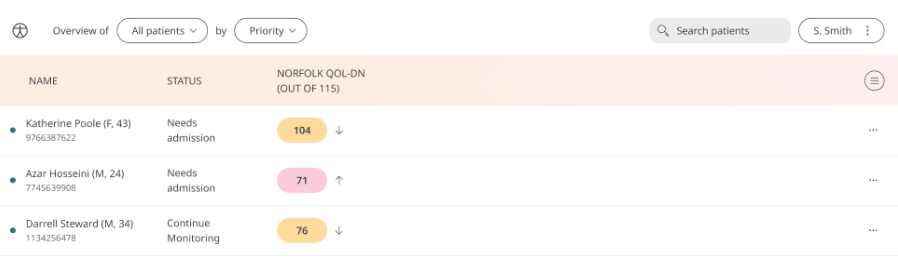 Overview of All patients by Priority Search patients S. Smith
NAME STATUS NORFOLK QOL-DN
(OUT OF 115)
Katherine Poole (F, 43) Needs 104
9766387622 admission
Azar Hosseini (M, 24) Needs 71
7745639908 admission
Darrell Steward (M, 34) Continue 76
1134256478 Monitoring